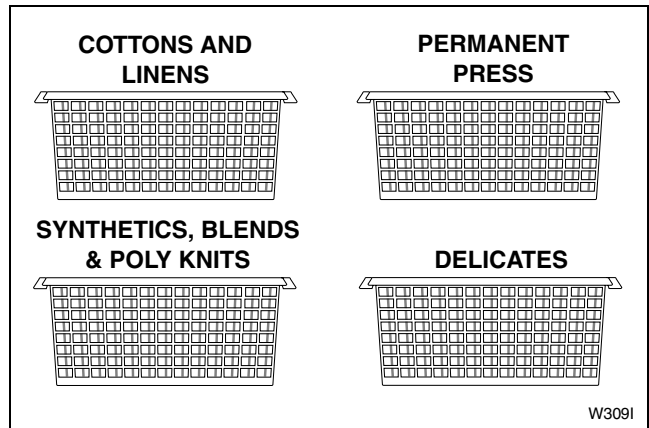 COTTONS AND
LINENS
PERMANENT
PRESS
SYNTHETICS, BLENDS
& POLY KNITS
DELICATES
W309I